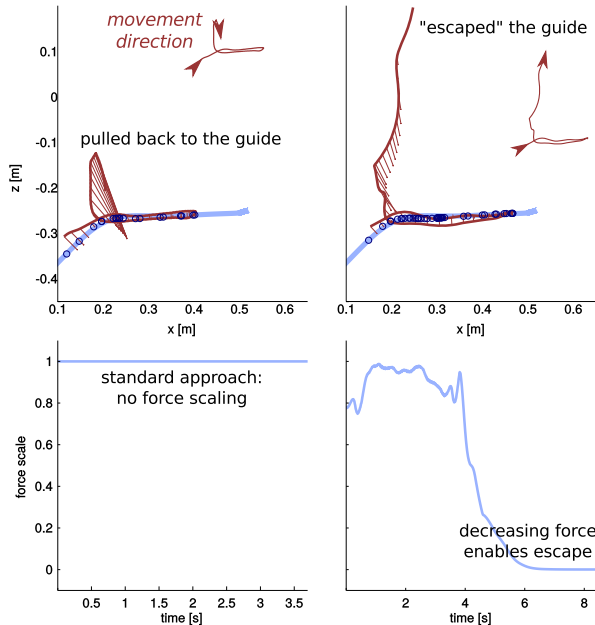 movement
direction
"escaped" the guide
pulled back to the guide
z [m]
0.1
0
-0.1
-0.2
-0.3
-0.4
0.1 0.2 0.3 0.4 0.5 0.6
x [m]
0.1 0.2 0.3 0.4 0.5 0.6
x [m]
standard approach:
no force scaling
force scale
1
0.8
0.6
0.4
0.2
0
0.5 1 1.5 2 2.5 3 3.5
time [s]
decreasing force
enables escape
2 4 6 8
time [s]